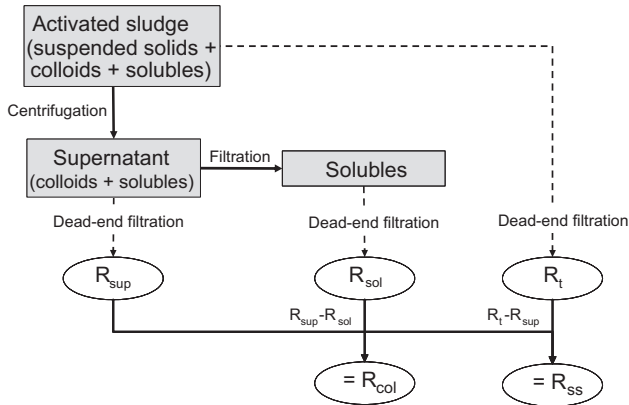 Activated sludge
(suspended solids +
colloids + solubles)
Centrifugation
Supernatant
(colloids + solubles)
Filtration
Solubles
Dead-end filtration
Dead-end filtration
Dead-end filtration
R_sup
R_sol
R_t
R_sup-R_sol
R_t-R_sup
= R_col
= R_ss